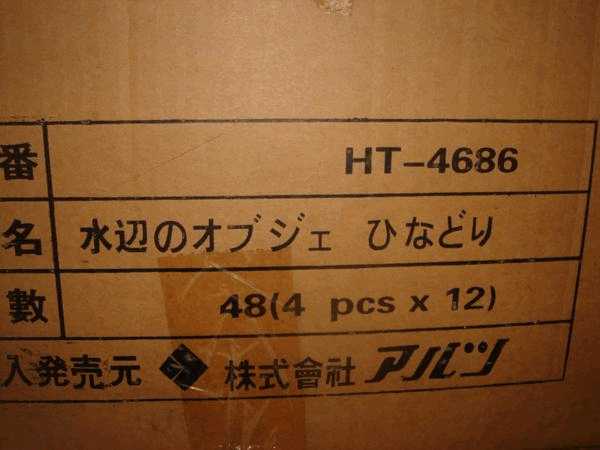 番 HT-4686
名 水辺のオブジェ ひなどり
數 48(4 pcs x 12)
入発売元 株式會社 アルツ